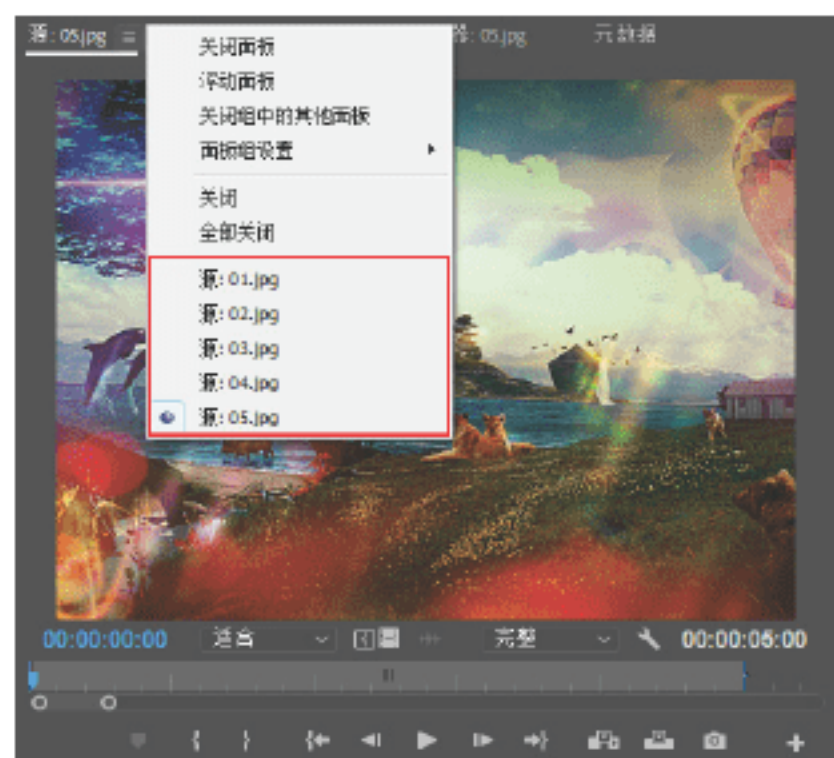 源: 05.jpg
: 05.jpg
元数据
关闭面板
浮动面板
关闭组中的其他面板
面板组设置
关闭
全部关闭
源: 01.jpg
源: 02.jpg
源: 03.jpg
源: 04.jpg
源: 05.jpg
00:00:00:00
适合
完整
00:00:05:00